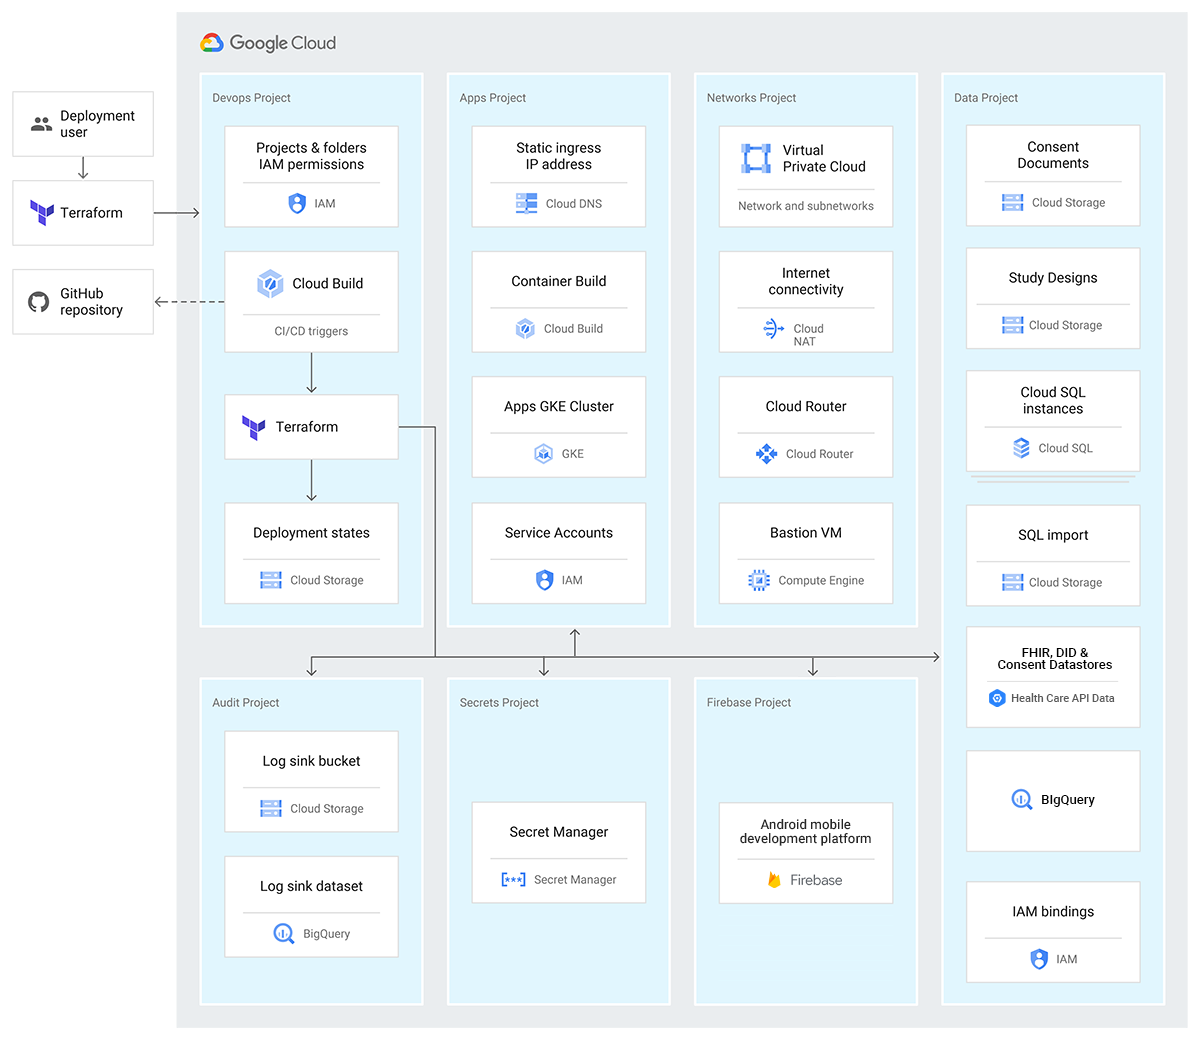 Google Cloud
Deployment
user
Terraform
GitHub
repository
Devops Project
Projects & folders
IAM permissions
IAM
Cloud Build
CI/CD triggers
Terraform
Deployment states
Cloud Storage
Apps Project
Static ingress
IP address
Cloud DNS
Container Build
Cloud Build
Apps GKE Cluster
GKE
Service Accounts
IAM
Networks Project
Virtual
Private Cloud
Network and subnetworks
Internet
connectivity
Cloud
NAT
Cloud Router
Cloud Router
Bastion VM
Compute Engine
Data Project
Consent
Documents
Cloud Storage
Study Designs
Cloud Storage
Cloud SQL
instances
Cloud SQL
SQL import
Cloud Storage
FHIR, DID &
Consent Datastores
Health Care API Data
BIgQuery
IAM bindings
IAM
Audit Project
Log sink bucket
Cloud Storage
Log sink dataset
BigQuery
Secrets Project
Secret Manager
[***] Secret Manager
Firebase Project
Android mobile
development platform
Firebase